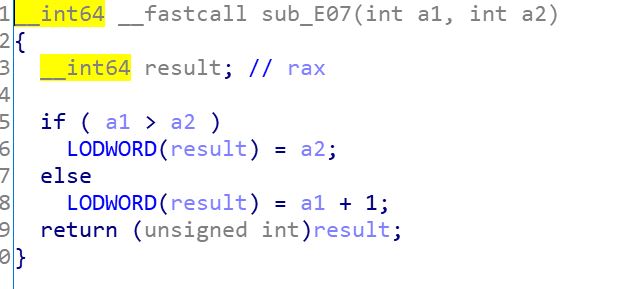 1 __int64 __fastcall sub_E07(int a1, int a2)
2 {
3   __int64 result; // rax
4
5   if ( a1 > a2 )
6     LODWORD(result) = a2;
7   else
8     LODWORD(result) = a1 + 1;
9   return (unsigned int)result;
0 }